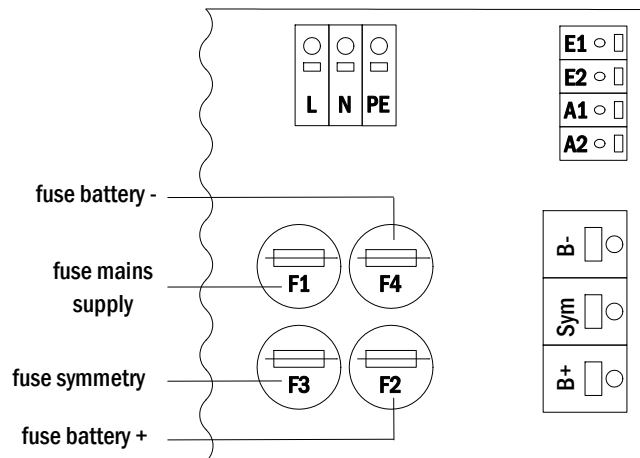 L N PE
E1
E2
A1
A2
fuse battery -
fuse mains
supply
fuse symmetry
fuse battery +
F1 F4
F3 F2
B-
Sym
B+